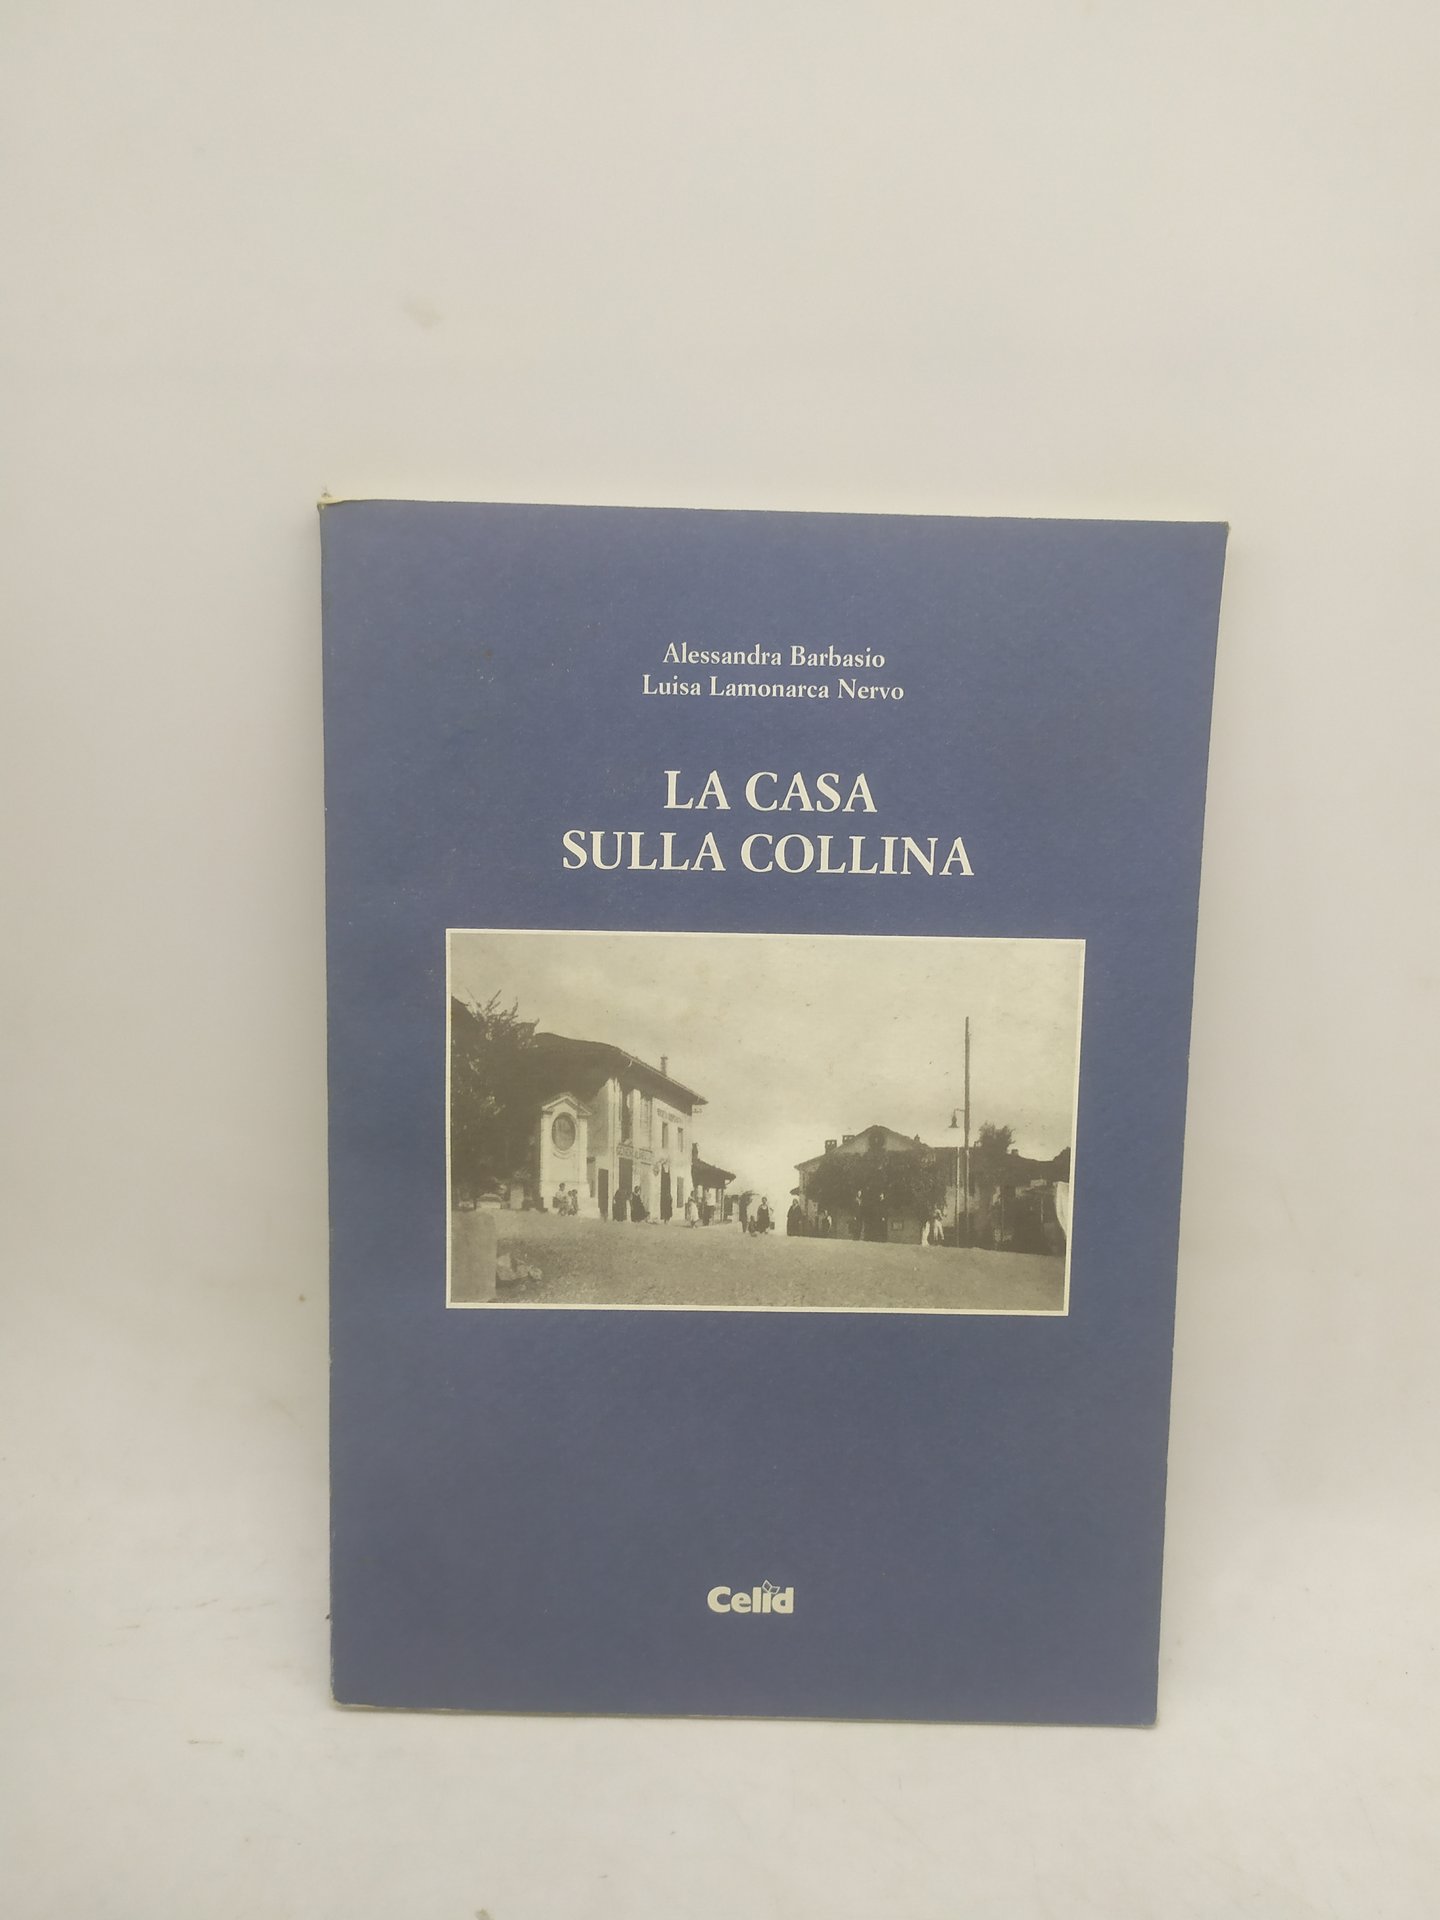 Alessandra Barbasio
Luisa Lamonarca Nervo
LA CASA
SULLA COLLINA
Celid